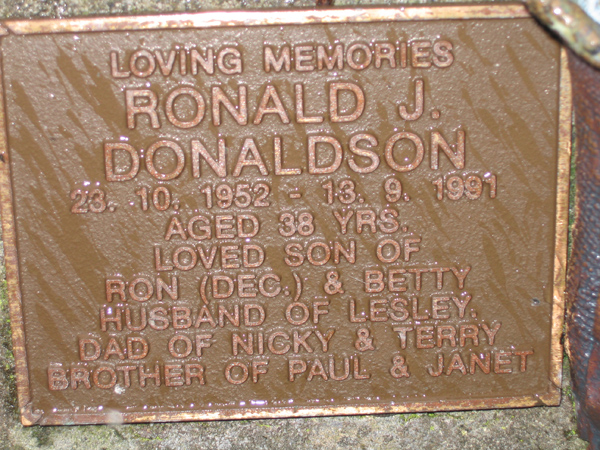 LOVING MEMORIES
RONALD J.
DONALDSON
23. 10. 1952 - 13. 9. 1991
AGED 38 YRS.
LOVED SON OF
RON (DEC.) & BETTY
HUSBAND OF LESLEY.
DAD OF NICKY & TERRY
BROTHER OF PAUL & JANET